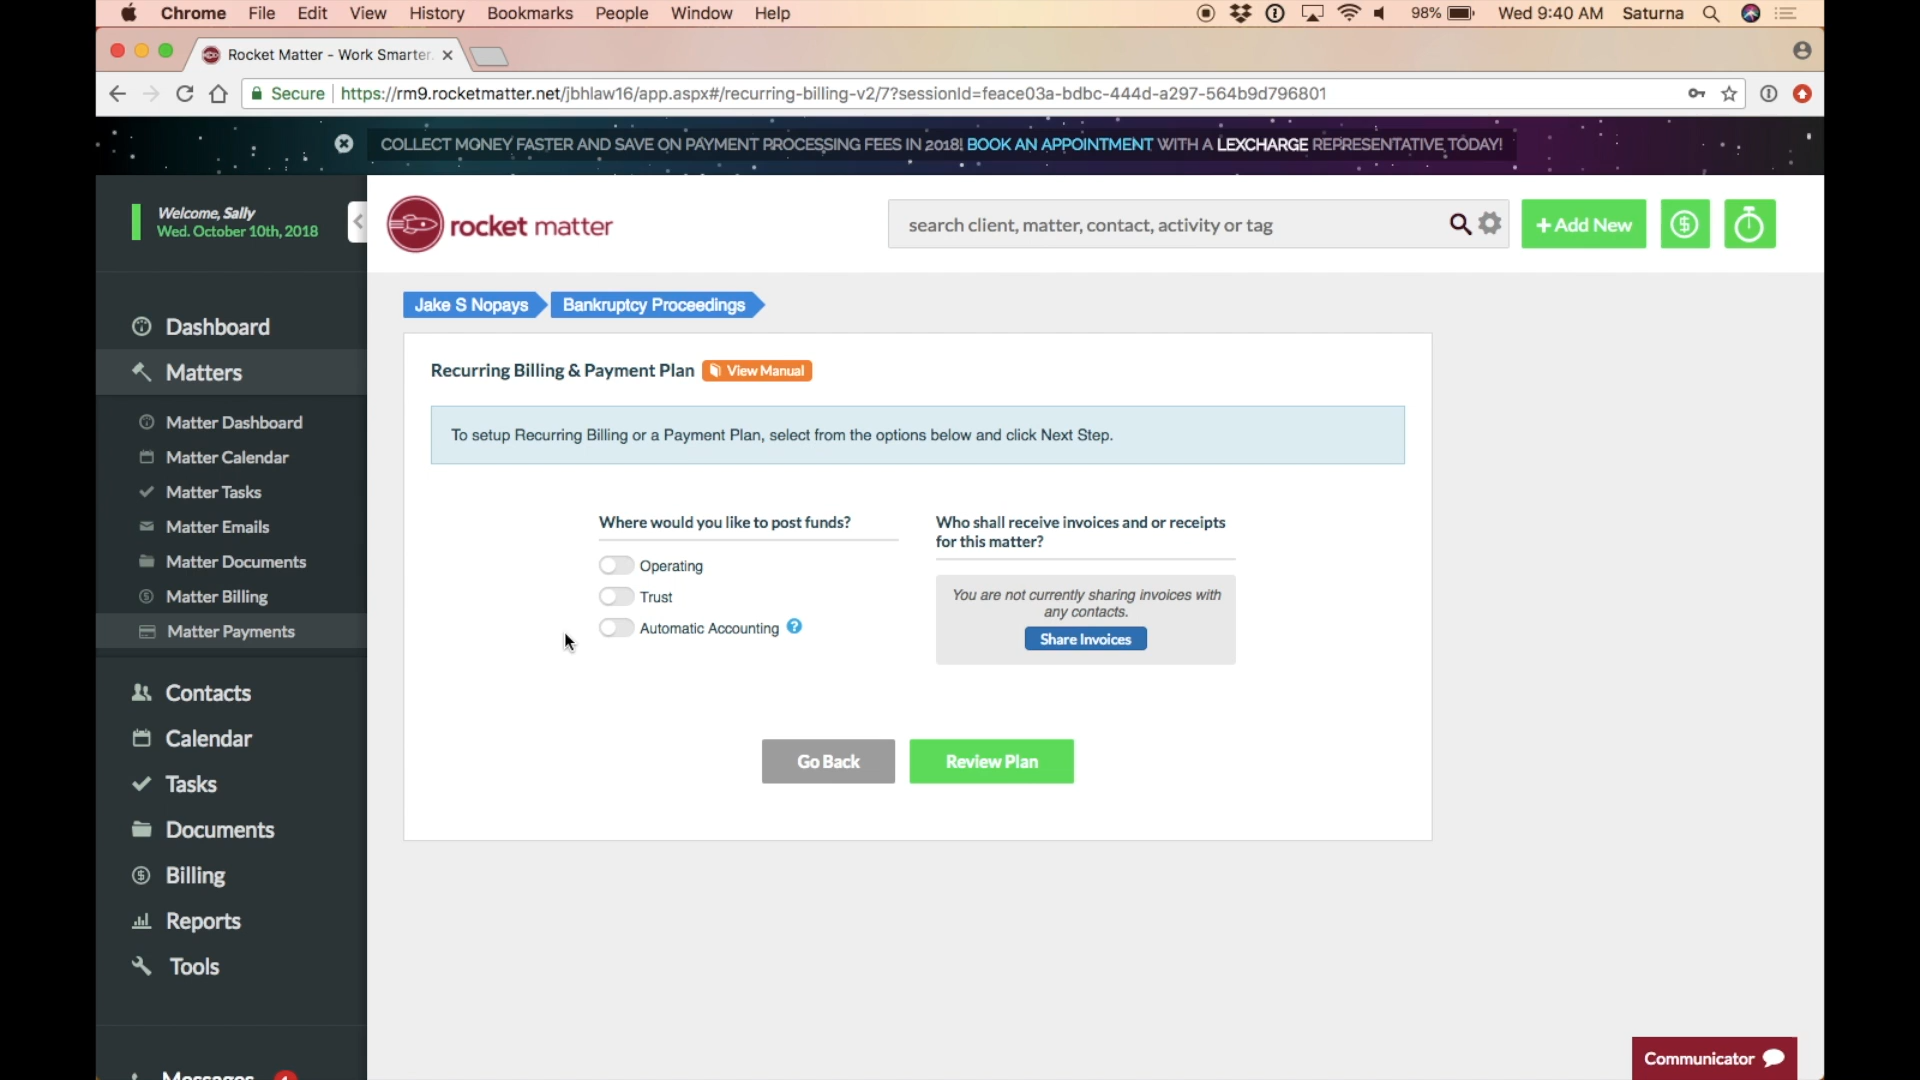 Chrome File Edit View History Bookmarks People Window Help 98% Wed 9:40 AM Saturna
Rocket Matter - Work Smarter.
Secure https://rm9.rocketmatter.net/jbhlaw16/app.aspx#/recurring-billing-v2/7?sessionId=feace03a-bdbc-444d-a297-564b9d796801
COLLECT MONEY FASTER AND SAVE ON PAYMENT PROCESSING FEES IN 2018! BOOK AN APPOINTMENT WITH A LEXCHARGE REPRESENTATIVE TODAY!
Welcome, Sally
Wed. October 10th, 2018
rocket matter
search client, matter, contact, activity or tag
+ Add New
Jake S Nopays Bankruptcy Proceedings
Dashboard
Matters
Matter Dashboard
Matter Calendar
Matter Tasks
Matter Emails
Matter Documents
Matter Billing
Matter Payments
Contacts
Calendar
Tasks
Documents
Billing
Reports
Tools
Messages
Recurring Billing & Payment Plan View Manual
To setup Recurring Billing or a Payment Plan, select from the options below and click Next Step.
Where would you like to post funds?
Operating
Trust
Automatic Accounting ?
Who shall receive invoices and or receipts
for this matter?
You are not currently sharing invoices with
any contacts.
Share Invoices
Go Back Review Plan
Communicator